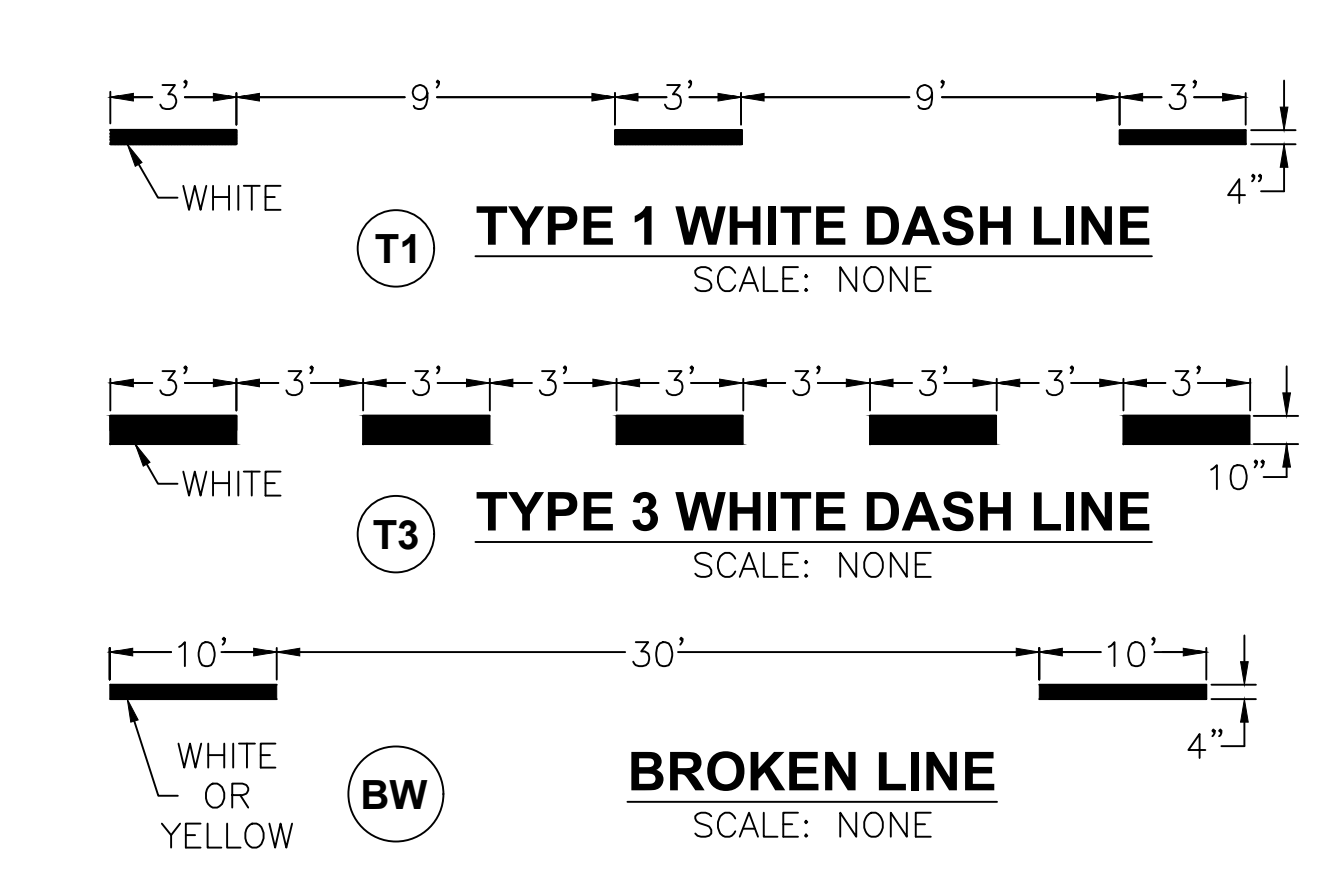 3’ 9’ 3’ 9’ 3’
4”
WHITE
T1
TYPE 1 WHITE DASH LINE
SCALE: NONE
3’ 3’ 3’ 3’ 3’ 3’ 3’ 3’ 3’
10”
WHITE
T3
TYPE 3 WHITE DASH LINE
SCALE: NONE
10’ 30’ 10’
4”
WHITE
OR
YELLOW
BW
BROKEN LINE
SCALE: NONE